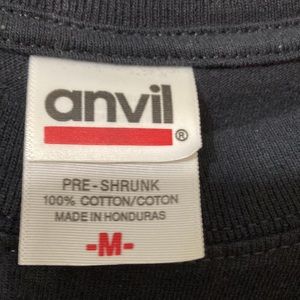 anvil
®
PRE-SHRUNK
100% COTTON/COTON
MADE IN HONDURAS
-M-